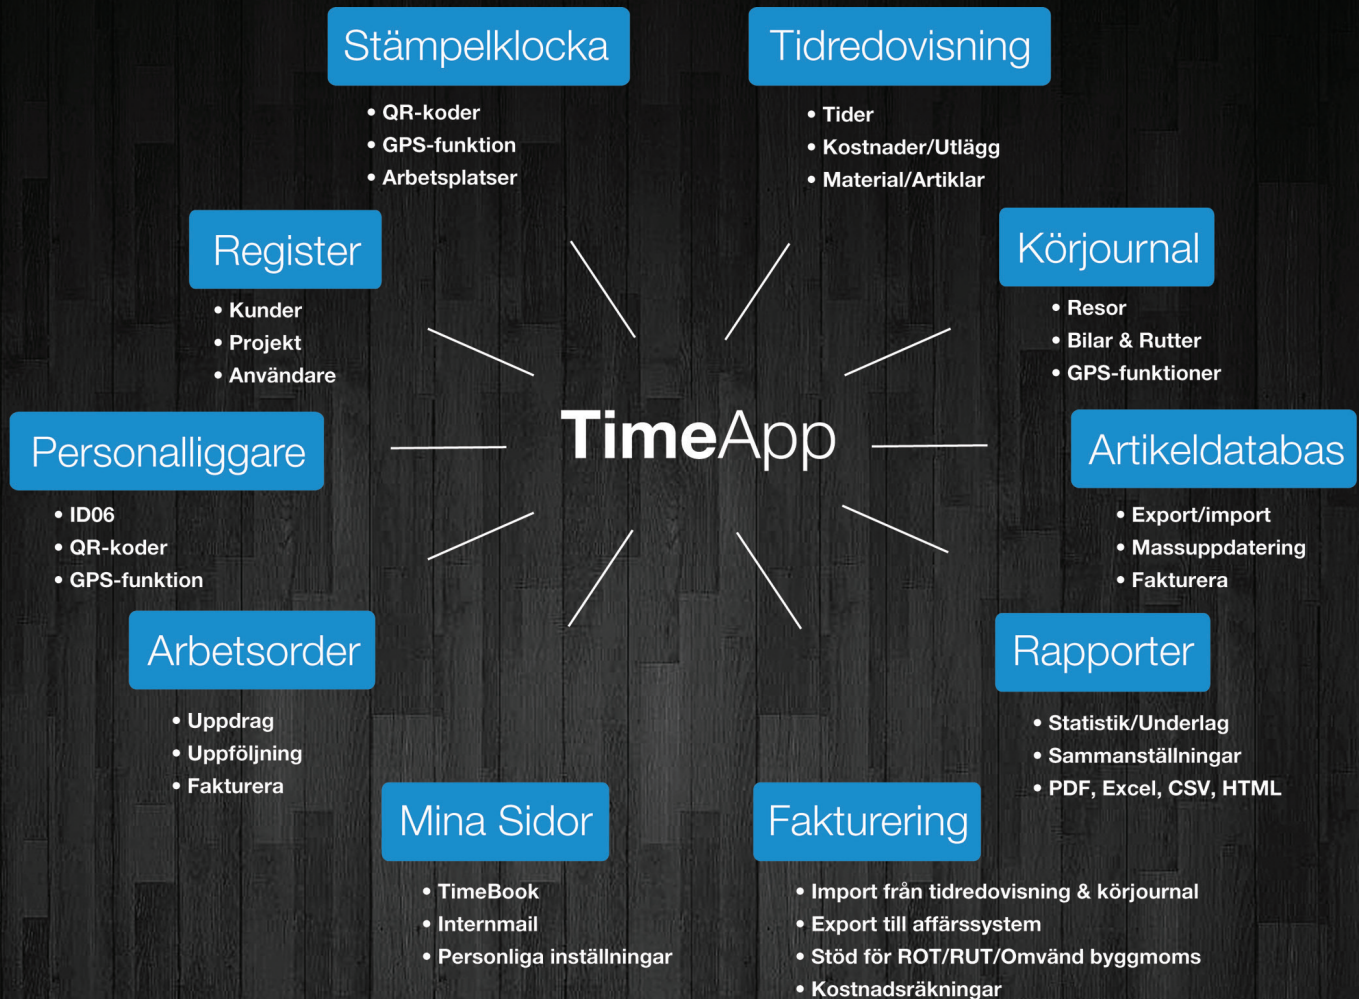 Stämpelklocka
• QR-koder
• GPS-funktion
• Arbetsplatser
Tidredovisning
• Tider
• Kostnader/Utlägg
• Material/Artiklar
Register
• Kunder
• Projekt
• Användare
Körjournal
• Resor
• Bilar & Rutter
• GPS-funktioner
TimeApp
Personalliggare
• ID06
• QR-koder
• GPS-funktion
Artikeldatabas
• Export/import
• Massuppdatering
• Fakturera
Arbetsorder
• Uppdrag
• Uppföljning
• Fakturera
Rapporter
• Statistik/Underlag
• Sammanställningar
• PDF, Excel, CSV, HTML
Mina Sidor
• TimeBook
• Internmail
• Personliga inställningar
Fakturering
• Import från tidredovisning & körjournal
• Export till affärssystem
• Stöd för ROT/RUT/Omvänd byggmoms
• Kostnadsräkningar